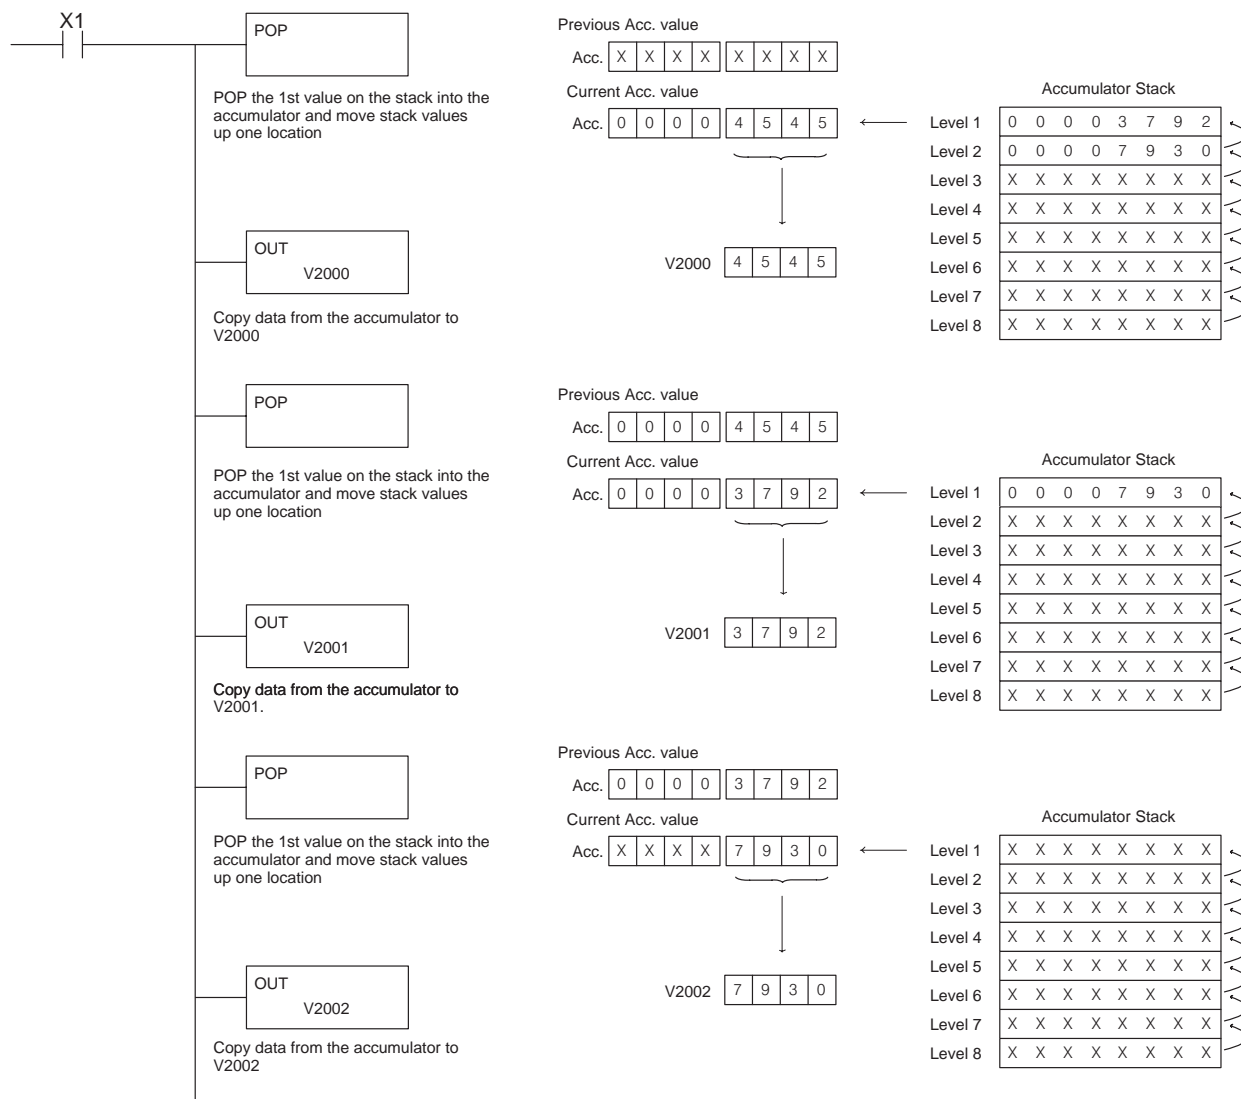 X1
POP
POP the 1st value on the stack into the
accumulator and move stack values
up one location
Previous Acc. value
Acc. X X X X X X X X
Current Acc. value
Acc. 0 0 0 0 4 5 4 5
V2000 4 5 4 5
Accumulator Stack
Level 1 0 0 0 0 3 7 9 2
Level 2 0 0 0 0 7 9 3 0
Level 3 X X X X X X X X
Level 4 X X X X X X X X
Level 5 X X X X X X X X
Level 6 X X X X X X X X
Level 7 X X X X X X X X
Level 8 X X X X X X X X
OUT
V2000
Copy data from the accumulator to
V2000
POP
POP the 1st value on the stack into the
accumulator and move stack values
up one location
Previous Acc. value
Acc. 0 0 0 0 4 5 4 5
Current Acc. value
Acc. 0 0 0 0 3 7 9 2
V2001 3 7 9 2
Accumulator Stack
Level 1 0 0 0 0 7 9 3 0
Level 2 X X X X X X X X
Level 3 X X X X X X X X
Level 4 X X X X X X X X
Level 5 X X X X X X X X
Level 6 X X X X X X X X
Level 7 X X X X X X X X
Level 8 X X X X X X X X
OUT
V2001
Copy data from the accumulator to
V2001.
POP
POP the 1st value on the stack into the
accumulator and move stack values
up one location
Previous Acc. value
Acc. 0 0 0 0 3 7 9 2
Current Acc. value
Acc. X X X X 7 9 3 0
V2002 7 9 3 0
Accumulator Stack
Level 1 X X X X X X X X
Level 2 X X X X X X X X
Level 3 X X X X X X X X
Level 4 X X X X X X X X
Level 5 X X X X X X X X
Level 6 X X X X X X X X
Level 7 X X X X X X X X
Level 8 X X X X X X X X
OUT
V2002
Copy data from the accumulator to
V2002